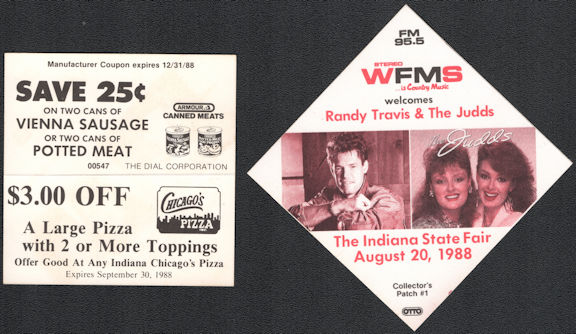 Manufacturer Coupon expires 12/31/88
SAVE 25¢
ON TWO CANS OF
VIENNA SAUSAGE
OR TWO CANS OF
POTTED MEAT
ARMOUR
CANNED MEATS
00547 THE DIAL CORPORATION
$3.00 OFF
CHICAGO'S
PIZZA
A Large Pizza
with 2 or More Toppings
Offer Good At Any Indiana Chicago's Pizza
Expires September 30, 1988
FM
95.5
STEREO
WFMS
...is Country Music
welcomes
Randy Travis & The Judds
The Judds
The Indiana State Fair
August 20, 1988
Collector's
Patch #1
OTTO